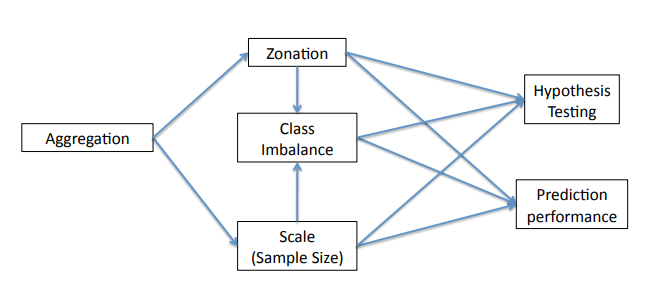 Zonation
Hypothesis
Testing
Aggregation
Class
Imbalance
Prediction
performance
Scale
(Sample Size)